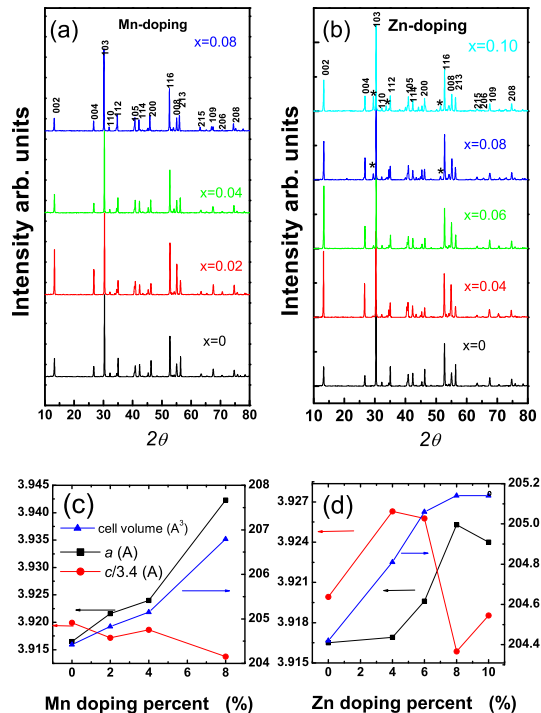 (a)
Mn-doping
x=0.08
002
004
103
110
112
105
114
200
116
008
213
215
107
206
208
x=0.04
x=0.02
x=0
Intensity arb. units
10 20 30 40 50 60 70 80
2θ
(b)
Zn-doping
x=0.10
002
004
*
103
110
*
112
105
114
200
*
116
008
213
215
206
109
208
x=0.08
*
*
x=0.06
x=0.04
x=0
Intensity arb. units
10 20 30 40 50 60 70 80
2θ
(c)
3.945
3.940
3.935
3.930
3.925
3.920
3.915
cell volume (A³)
a (A)
c/3.4 (A)
208
207
206
205
204
0 2 4 6 8
Mn doping percent (%)
(d)
3.927
3.924
3.921
3.918
3.915
205.2
205.0
204.8
204.6
204.4
0 2 4 6 8 10
Zn doping percent (%)